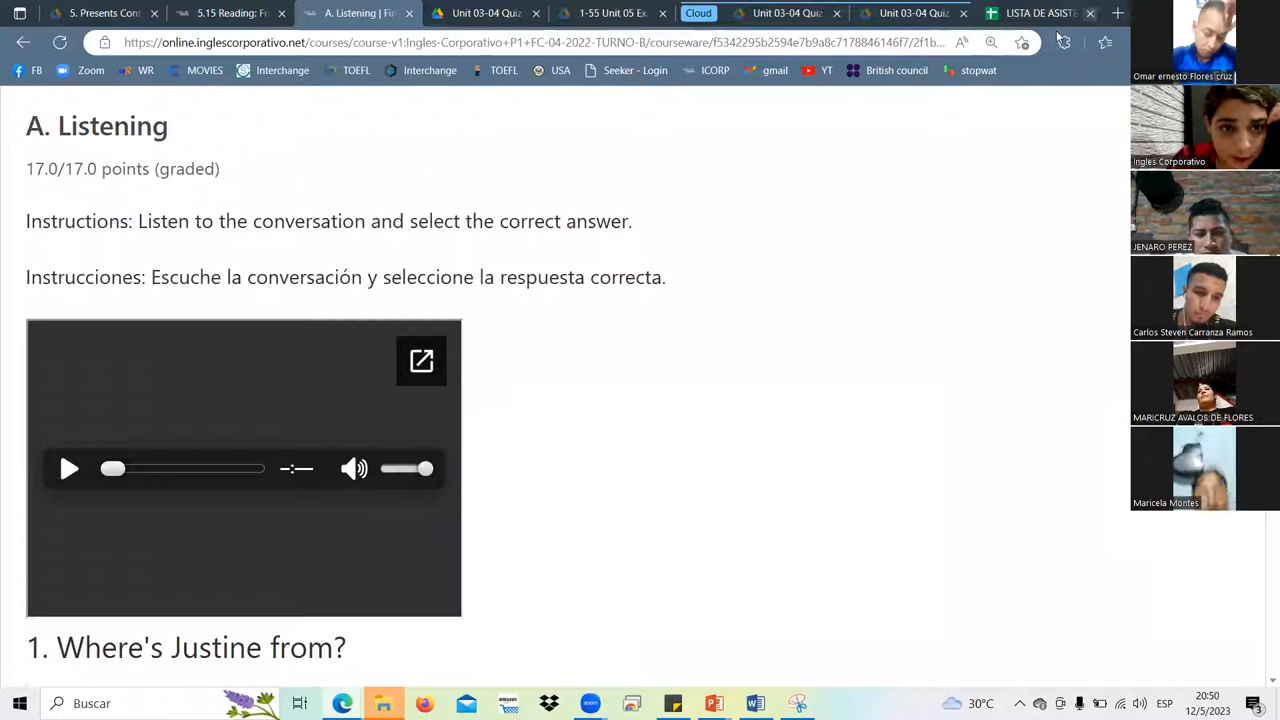 5. Presents Cont
5.15 Reading: Fr
A. Listening | Fi
Unit 03-04 Quiz
1-55 Unit 05 Ex.
Cloud
Unit 03-04 Quiz
Unit 03-04 Quiz
LISTA DE ASISTE
https://online.inglescorporativo.net/courses/course-v1:Ingles-Corporativo+P1+FC-04-2022-TURNO-B/courseware/f5342295b2594e7b9a8c7178846146f7/2f1b...
FB
Zoom
WR
MOVIES
Interchange
TOEFL
Interchange
TOEFL
USA
Seeker - Login
ICORP
gmail
YT
British council
stopwat
A. Listening
17.0/17.0 points (graded)
Instructions: Listen to the conversation and select the correct answer.
Instrucciones: Escuche la conversación y seleccione la respuesta correcta.
-:--
1. Where's Justine from?
Omar ernesto Flores cruz
Ingles Corporativo
JENARO PEREZ
Carlos Steven Carranza Ramos
MARICRUZ AVALOS DE FLORES
Maricela Montes
Buscar
amazon
zoom
30°C
ESP
20:50
12/5/2023
3